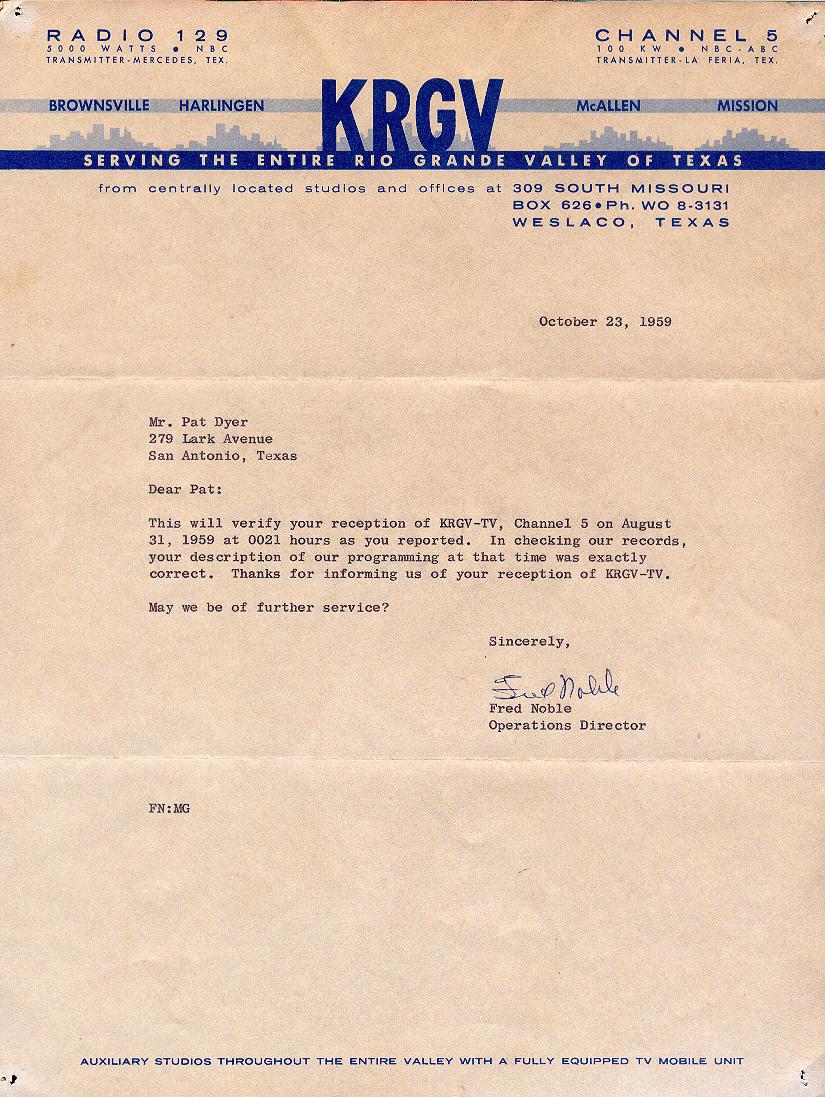 RADIO 129
5000 WATTS • NBC
TRANSMITTER-MERCEDES, TEX.
CHANNEL 5
100 KW • NBC-ABC
TRANSMITTER-LA FERIA, TEX.
BROWNSVILLE HARLINGEN KRGV McALLEN MISSION
SERVING THE ENTIRE RIO GRANDE VALLEY OF TEXAS
from centrally located studios and offices at 309 SOUTH MISSOURI
BOX 626•Ph. WO 8-3131
WESLACO, TEXAS
October 23, 1959
Mr. Pat Dyer
279 Lark Avenue
San Antonio, Texas
Dear Pat:
This will verify your reception of KRGV-TV, Channel 5 on August
31, 1959 at 0021 hours as you reported. In checking our records,
your description of our programming at that time was exactly
correct. Thanks for informing us of your reception of KRGV-TV.
May we be of further service?
Sincerely,
Fred Noble
Fred Noble
Operations Director
FN:MG
AUXILIARY STUDIOS THROUGHOUT THE ENTIRE VALLEY WITH A FULLY EQUIPPED TV MOBILE UNIT